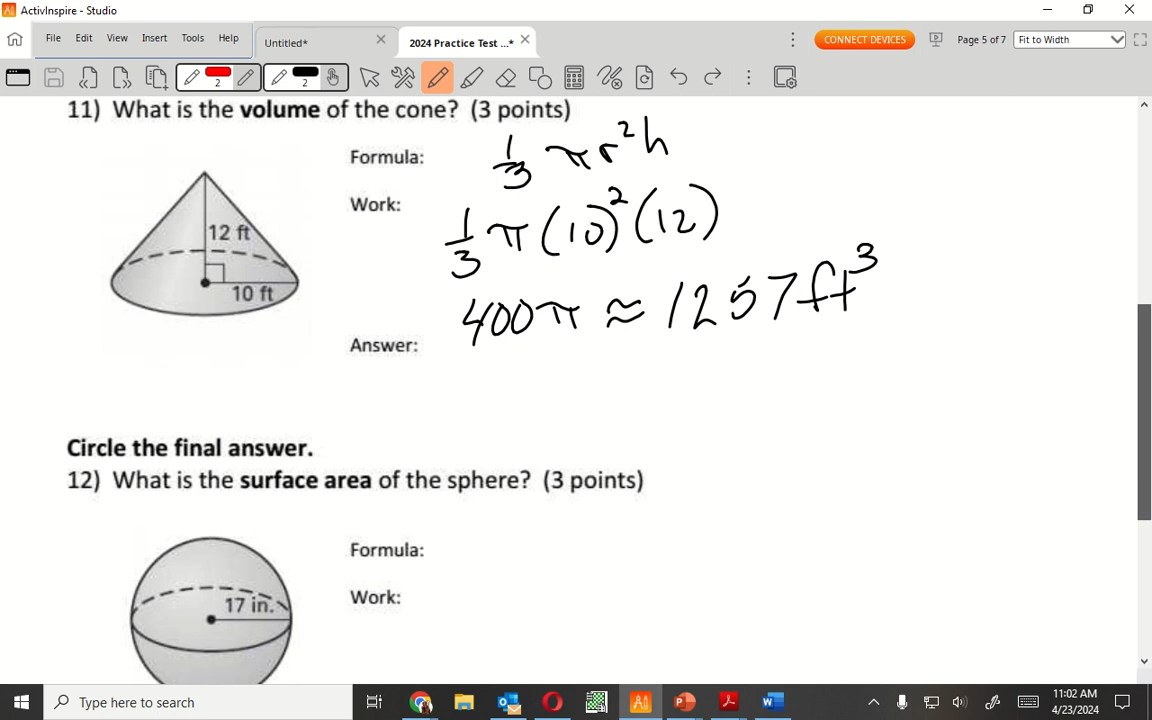 ActivInspire - Studio
File Edit View Insert Tools Help
Untitled*
2024 Practice Test ...*
CONNECT DEVICES
Page 5 of 7
Fit to Width
2
2
11) What is the volume of the cone? (3 points)
Formula: 1/3 πr²h
Work: 1/3 π(10)²(12)
12 ft
10 ft
400π ≈ 1257ft³
Answer:
Circle the final answer.
12) What is the surface area of the sphere? (3 points)
Formula:
Work:
17 in.
Type here to search
11:02 AM
4/23/2024